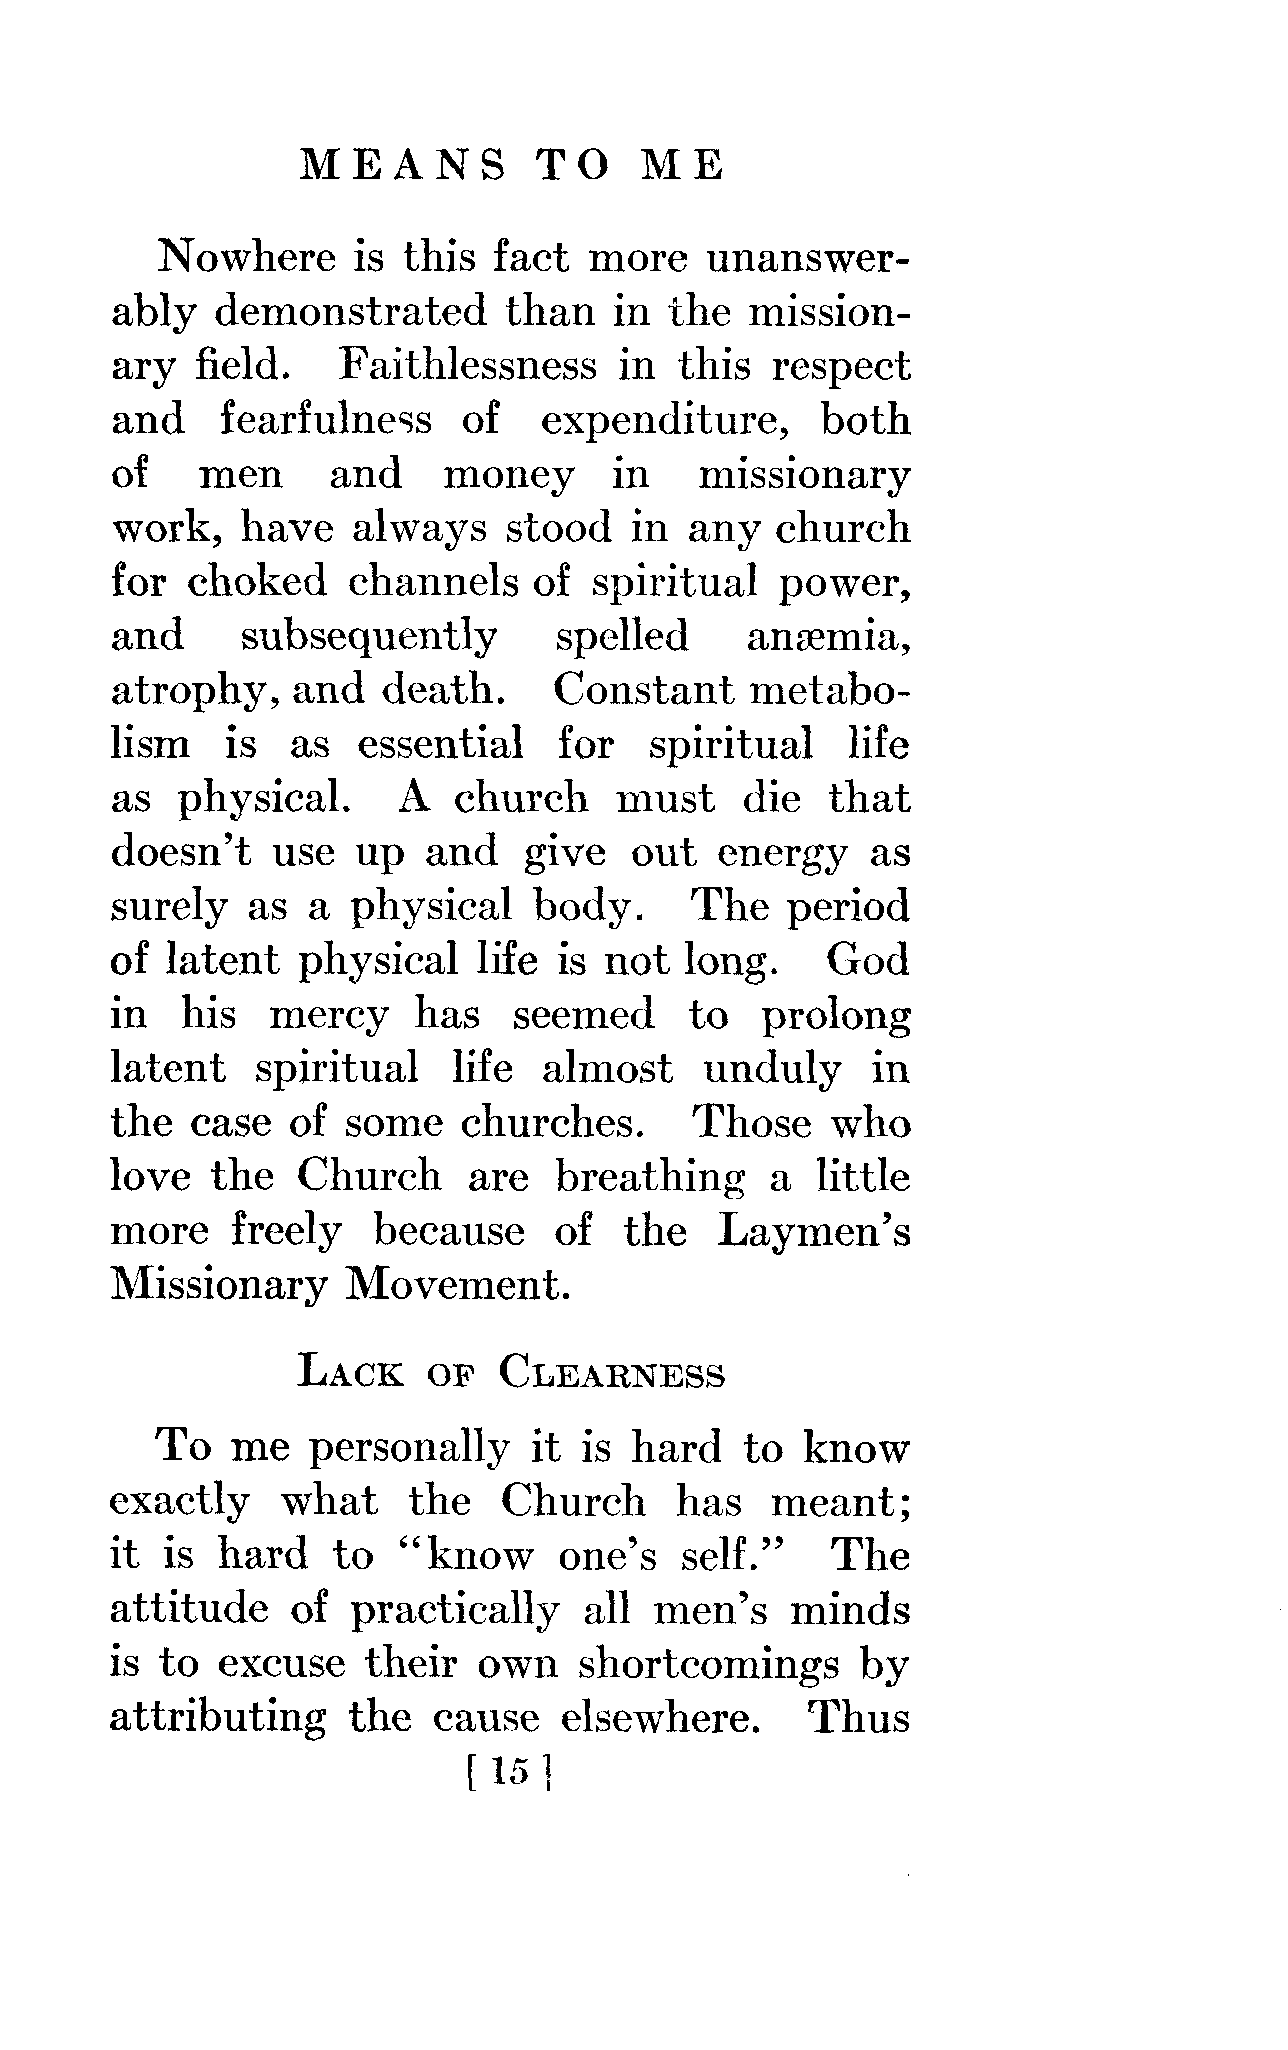 MEANS TO ME
Nowhere is this fact more unanswer-
ably demonstrated than in the mission-
ary field. Faithlessness in this respect
and fearfulness of expenditure, both
of men and money in missionary
work, have always stood in any church
for choked channels of spiritual power,
and subsequently spelled anæmia,
atrophy, and death. Constant metabo-
lism is as essential for spiritual life
as physical. A church must die that
doesn't use up and give out energy as
surely as a physical body. The period
of latent physical life is not long. God
in his mercy has seemed to prolong
latent spiritual life almost unduly in
the case of some churches. Those who
love the Church are breathing a little
more freely because of the Laymen's
Missionary Movement.
LACK OF CLEARNESS
To me personally it is hard to know
exactly what the Church has meant;
it is hard to "know one's self." The
attitude of practically all men's minds
is to excuse their own shortcomings by
attributing the cause elsewhere. Thus
[ 15 ]